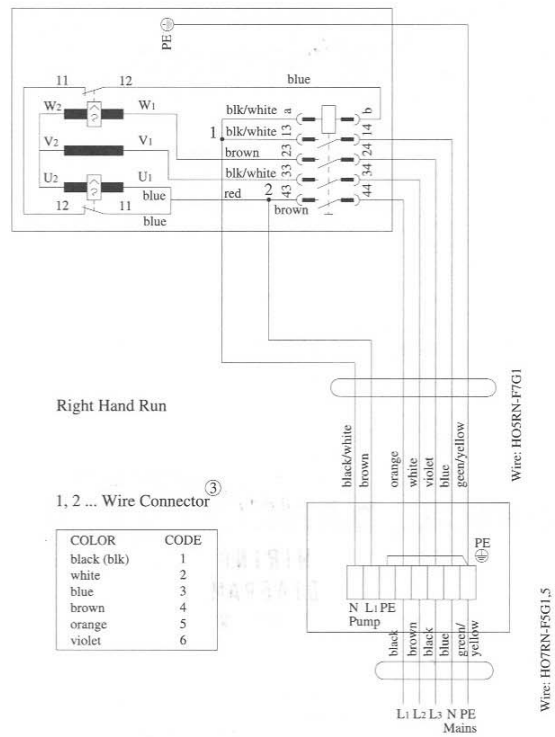 PE
11 12 blue
W2 W1
blk/white a b
1 blk/white 13 14
V2 V1
brown 23 24
U2 U1
blk/white 33 34
blue red 2 43 44
12 11 brown
blue
Right Hand Run
Wire: HO5RN-F7G1
black/white
brown
orange
white
violet
blue
geen/yellow
1, 2 ... Wire Connector
3
COLOR CODE
black (blk) 1
white 2
blue 3
brown 4
orange 5
violet 6
PE
N L1 PE
Pump
black
brown
black
blue
green/
yellow
Wire: HO7RN-F5G1,5
L1 L2 L3 N PE
Mains